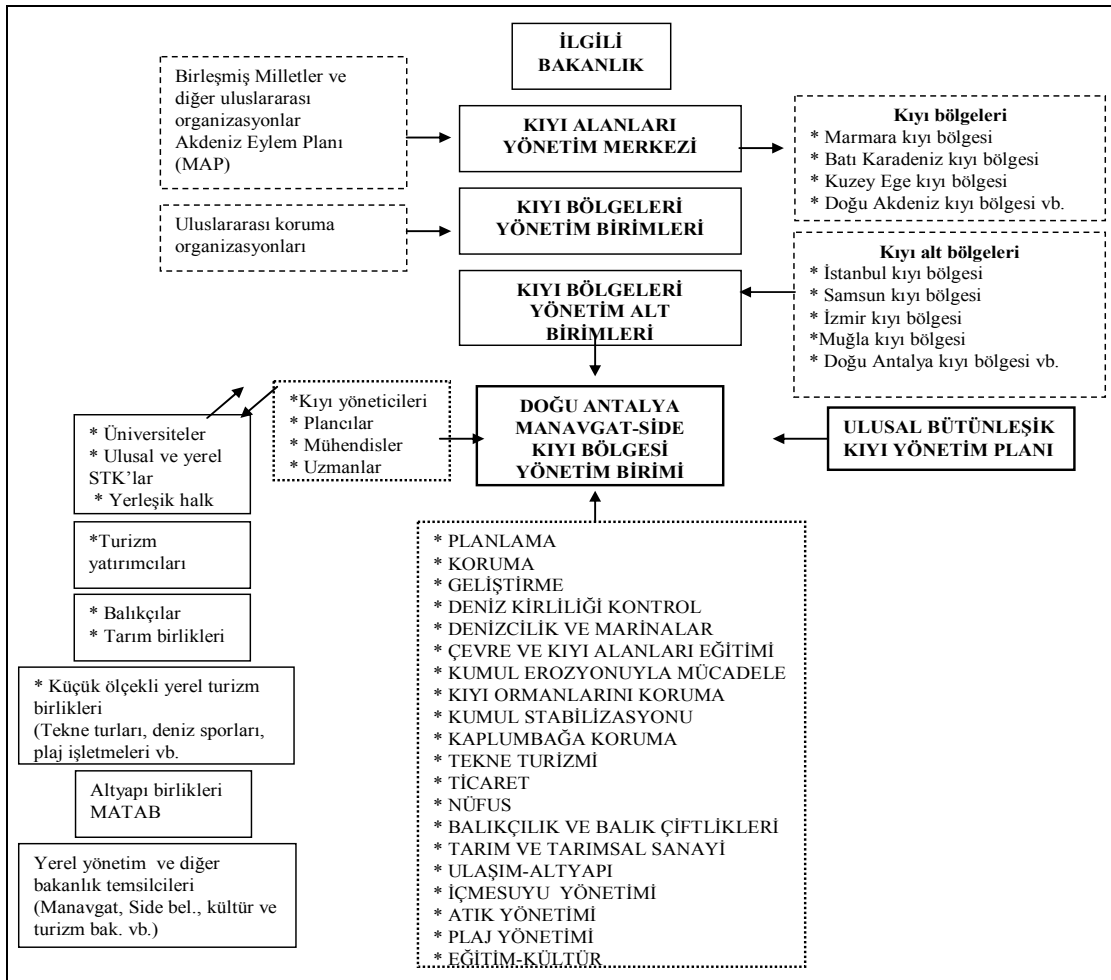 İLGİLİ
BAKANLIK
Birleşmiş Milletler ve
diğer uluslararası
organizasyonlar
Akdeniz Eylem Planı
(MAP)
KIYI ALANLARI
YÖNETİM MERKEZİ
Kıyı bölgeleri
* Marmara kıyı bölgesi
* Batı Karadeniz kıyı bölgesi
* Kuzey Ege kıyı bölgesi
* Doğu Akdeniz kıyı bölgesi vb.
Uluslararası koruma
organizasyonları
KIYI BÖLGELERİ
YÖNETİM BİRİMLERİ
KIYI BÖLGELERİ
YÖNETİM ALT
BİRİMLERİ
Kıyı alt bölgeleri
* İstanbul kıyı bölgesi
* Samsun kıyı bölgesi
* İzmir kıyı bölgesi
*Muğla kıyı bölgesi
* Doğu Antalya kıyı bölgesi vb.
*Kıyı yöneticileri
* Plancılar
* Mühendisler
* Uzmanlar
DOĞU ANTALYA
MANAVGAT-SİDE
KIYI BÖLGESİ
YÖNETİM BİRİMİ
ULUSAL BÜTÜNLEŞİK
KIYI YÖNETİM PLANI
* Üniversiteler
* Ulusal ve yerel
STK’lar
* Yerleşik halk
*Turizm
yatırımcıları
* Balıkçılar
* Tarım birlikleri
* Küçük ölçekli yerel turizm
birlikleri
(Tekne turları, deniz sporları,
plaj işletmeleri vb.
Altyapı birlikleri
MATAB
Yerel yönetim ve diğer
bakanlık temsilcileri
(Manavgat, Side bel., kültür ve
turizm bak. vb.)
* PLANLAMA
* KORUMA
* GELİŞTİRME
* DENİZ KİRLİLİĞİ KONTROL
* DENİZCİLİK VE MARİNALAR
* ÇEVRE VE KIYI ALANLARI EĞİTİMİ
* KUMUL EROZYONUYLA MÜCADELE
* KIYI ORMANLARINI KORUMA
* KUMUL STABİLİZASYONU
* KAPLUMBAĞA KORUMA
* TEKNE TURİZMİ
* TİCARET
* NÜFUS
* BALIKÇILIK VE BALIK ÇİFTLİKLERİ
* TARIM VE TARIMSAL SANAYİ
* ULAŞIM-ALTYAPI
* İÇMESUYU YÖNETİMİ
* ATIK YÖNETİMİ
* PLAJ YÖNETİMİ
* EĞİTİM-KÜLTÜR